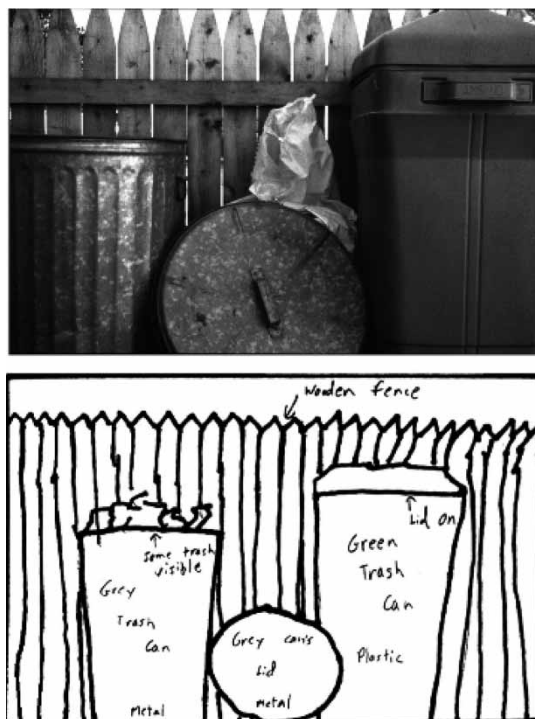 wooden fence
Lid On
Some trash
visible
Green
Trash
Can
Plastic
Grey
Trash
Can
Metal
Grey can's
Lid
Metal